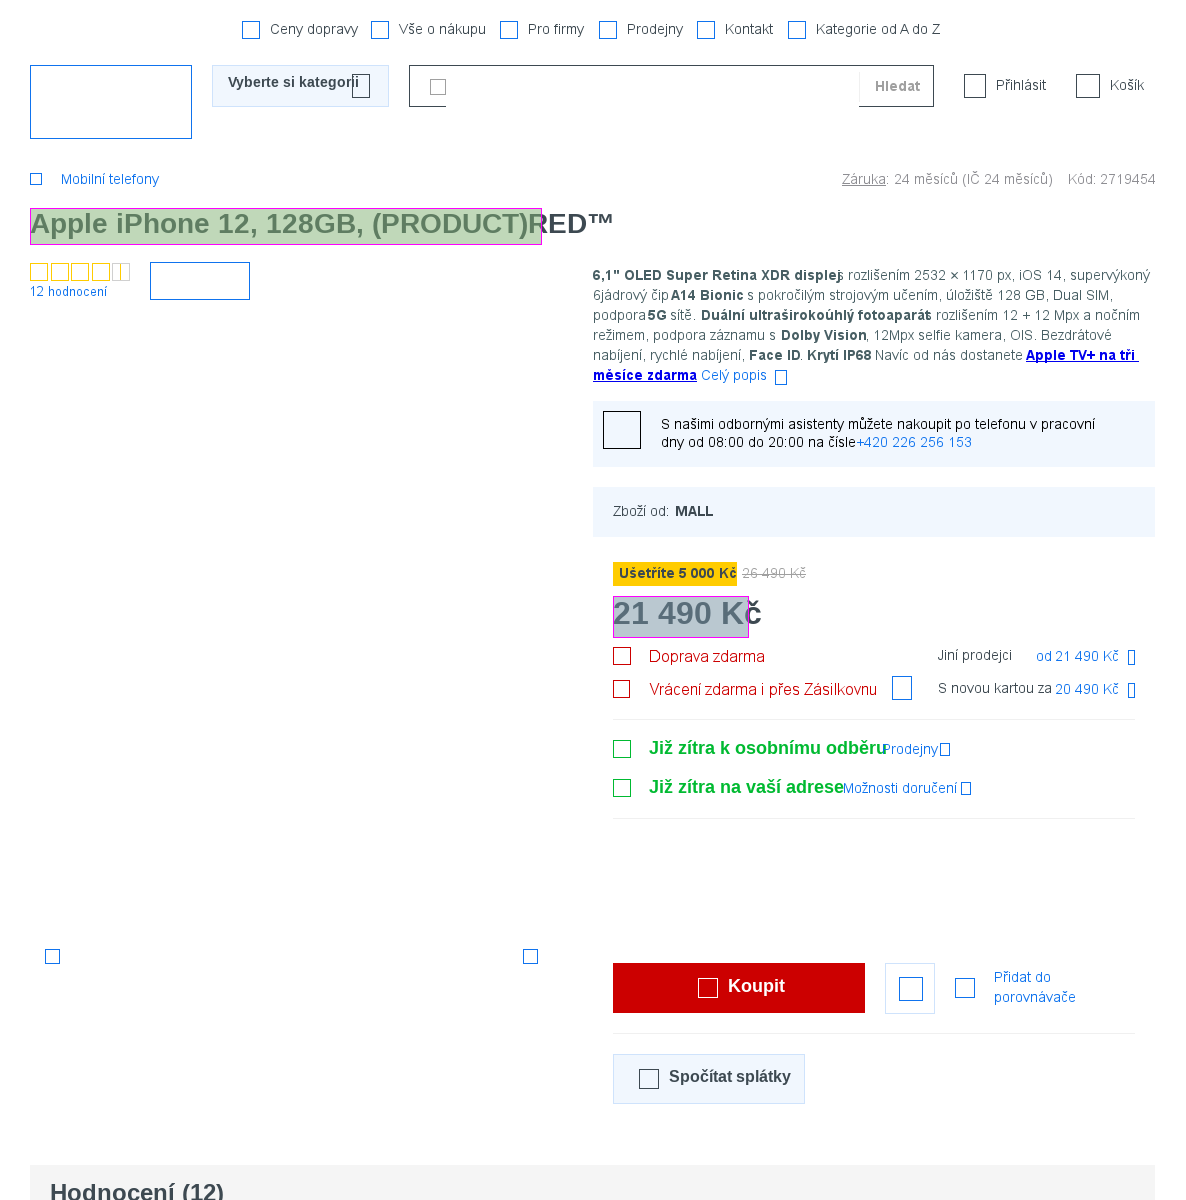 Ceny dopravy Vše o nákupu Pro firmy Prodejny Kontakt Kategorie od A do Z
Vyberte si kategorii Hledat Přihlásit Košík
Mobilní telefony Záruka: 24 měsíců (IČ 24 měsíců) Kód: 2719454
Apple iPhone 12, 128GB, (PRODUCT)RED™
12 hodnocení
6,1" OLED Super Retina XDR displej s rozlišením 2532 × 1170 px, iOS 14, supervýkoný
6jádrový čip A14 Bionic s pokročilým strojovým učením, úložiště 128 GB, Dual SIM,
podpora 5G sítě. Duální ultraširokoúhlý fotoaparát s rozlišením 12 + 12 Mpx a nočním
režimem, podpora záznamu s Dolby Vision, 12Mpx selfie kamera, OIS. Bezdrátové
nabíjení, rychlé nabíjení, Face ID. Krytí IP68 Navíc od nás dostanete Apple TV+ na tři
měsíce zdarma Celý popis
S našimi odbornými asistenty můžete nakoupit po telefonu v pracovní
dny od 08:00 do 20:00 na čísle +420 226 256 153
Zboží od: MALL
Ušetříte 5 000 Kč 26 490 Kč
21 490 Kč
Doprava zdarma Jiní prodejci od 21 490 Kč
Vrácení zdarma i přes Zásilkovnu S novou kartou za 20 490 Kč
Již zítra k osobnímu odběru Prodejny
Již zítra na vaší adrese Možnosti doručení
Koupit Přidat do
porovnávače
Spočítat splátky
Hodnocení (12)